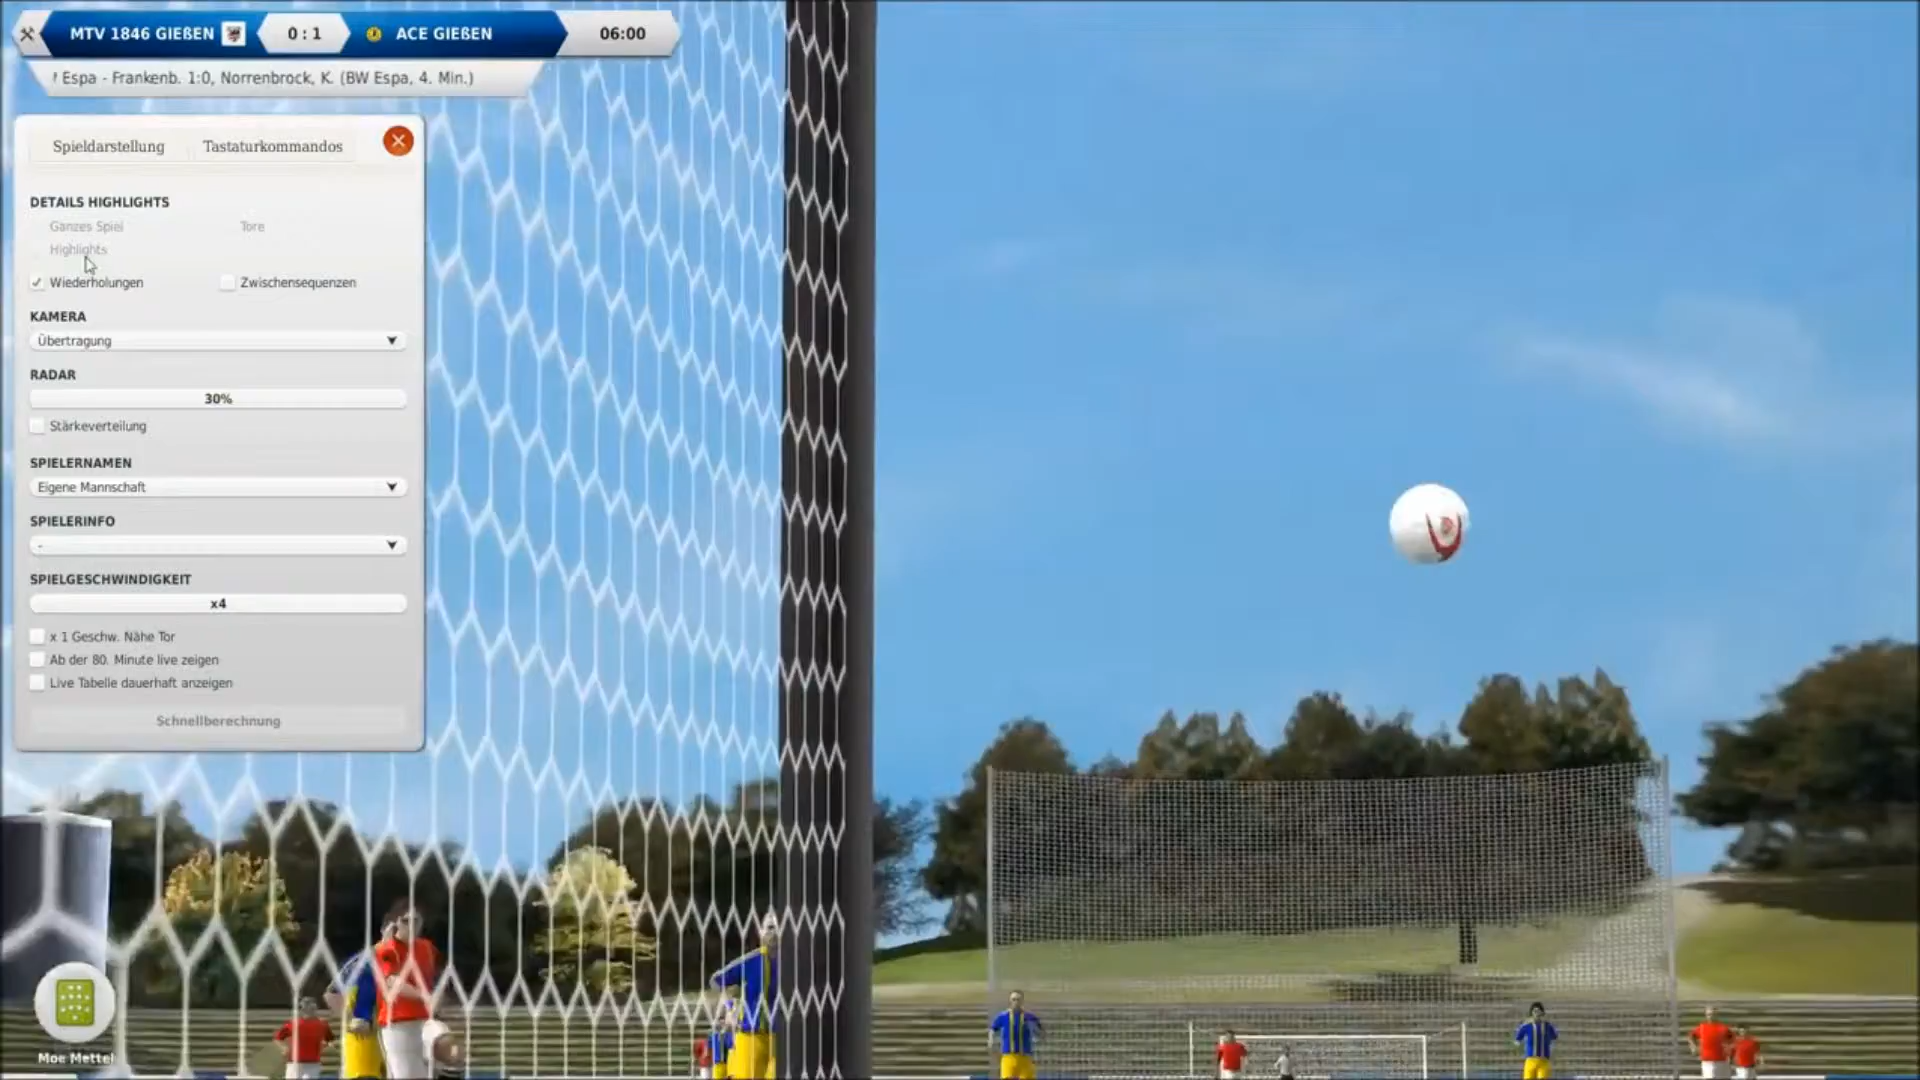 MTV 1846 GIEßEN 0 : 1 ACE GIEßEN 06:00
Espa - Frankenb. 1:0, Norrenbrock, K. (BW Espa, 4. Min.)
Spieldarstellung Tastaturkommandos
DETAILS HIGHLIGHTS
Ganzes Spiel Tore
Highlights
Wiederholungen Zwischensequenzen
KAMERA
Übertragung
RADAR
30%
Stärkeverteilung
SPIELERNAMEN
Eigene Mannschaft
SPIELERINFO
-
SPIELGESCHWINDIGKEIT
x4
x 1 Geschw. Nähe Tor
Ab der 80. Minute live zeigen
Live Tabelle dauerhaft anzeigen
Schnellberechnung
Moe Mettel